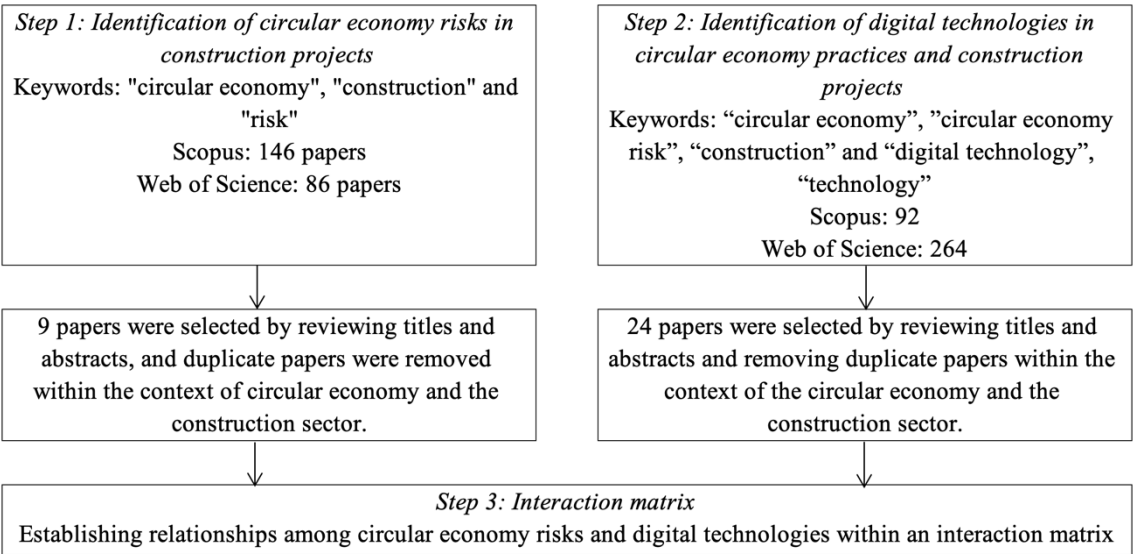 Step 1: Identification of circular economy risks in
construction projects
Keywords: "circular economy", "construction" and
"risk"
Scopus: 146 papers
Web of Science: 86 papers
Step 2: Identification of digital technologies in
circular economy practices and construction
projects
Keywords: “circular economy”, ”circular economy
risk”, “construction” and “digital technology”,
“technology”
Scopus: 92
Web of Science: 264
9 papers were selected by reviewing titles and
abstracts, and duplicate papers were removed
within the context of circular economy and the
construction sector.
24 papers were selected by reviewing titles and
abstracts and removing duplicate papers within the
context of the circular economy and the
construction sector.
Step 3: Interaction matrix
Establishing relationships among circular economy risks and digital technologies within an interaction matrix